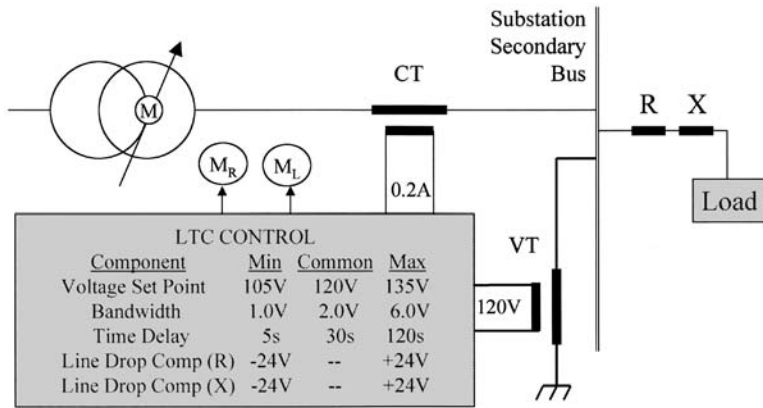 Substation
Secondary
Bus
CT
R X
M
M_R M_L
0.2A
Load
LTC CONTROL
Component Min Common Max
Voltage Set Point 105V 120V 135V
Bandwidth 1.0V 2.0V 6.0V
Time Delay 5s 30s 120s
Line Drop Comp (R) -24V -- +24V
Line Drop Comp (X) -24V -- +24V
VT
120V